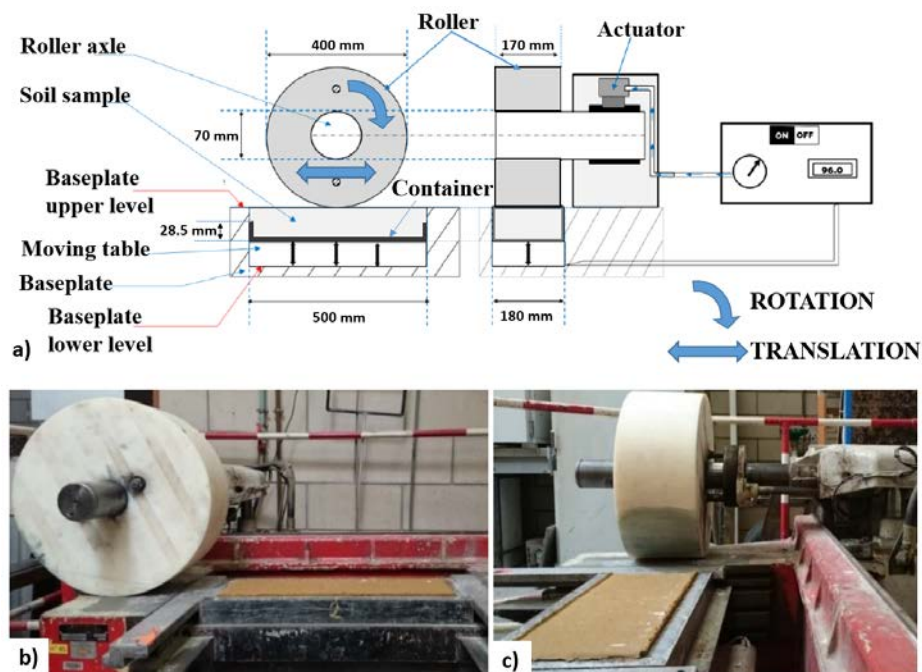 400 mm
Roller
170 mm
Actuator
Roller axle
Soil sample
70 mm
ON OFF
96.0
Baseplate
upper level
Container
28.5 mm
Moving table
Baseplate
Baseplate
lower level
500 mm
180 mm
ROTATION
TRANSLATION
a)
2
b)
c)